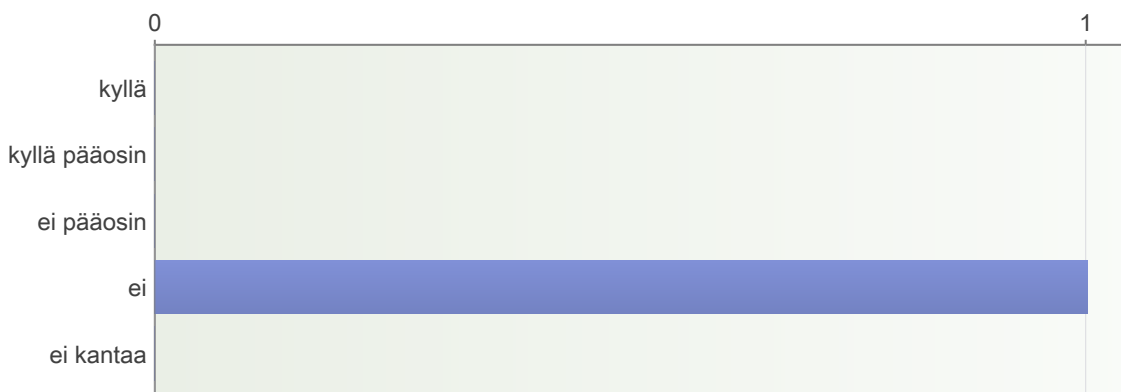 0 1
kyllä
kyllä pääosin
ei pääosin
ei
ei kantaa